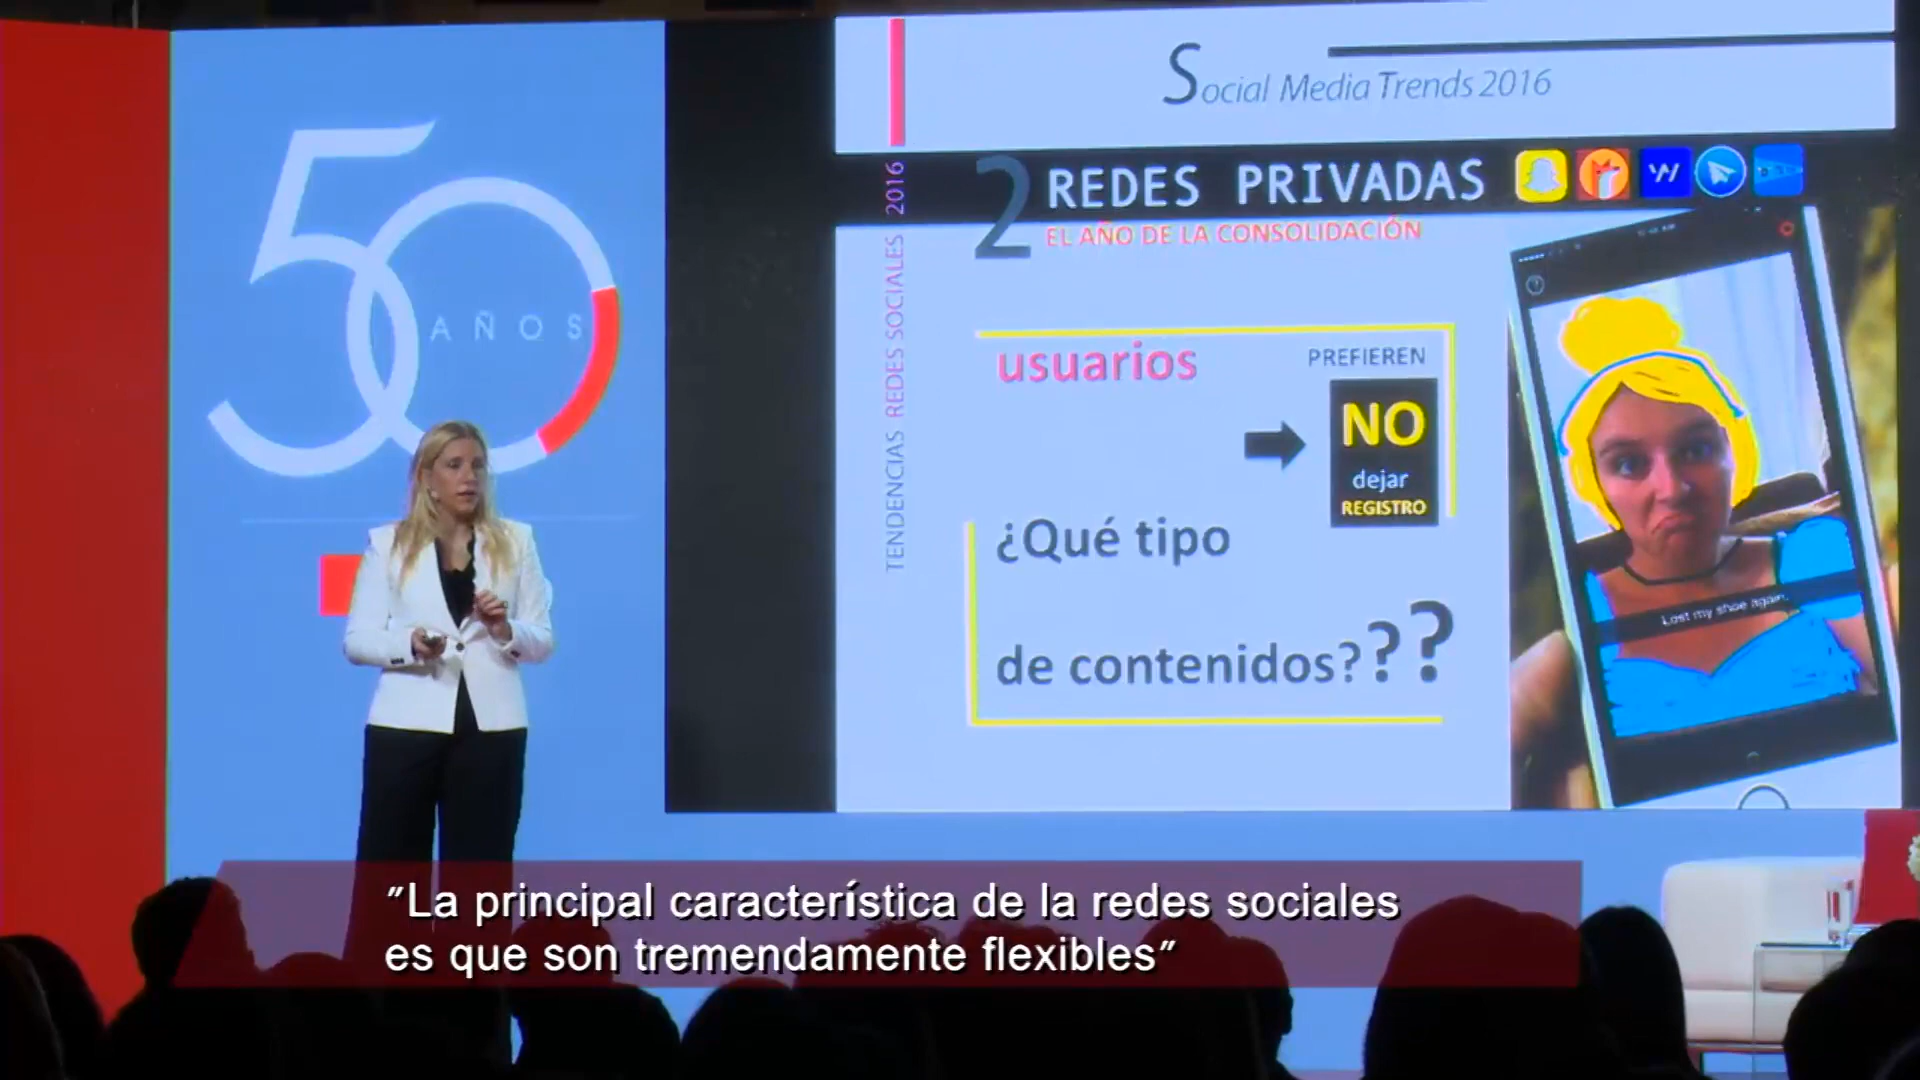 50
AÑOS
Social Media Trends 2016
TENDENCIAS REDES SOCIALES 2016
2 REDES PRIVADAS
EL AÑO DE LA CONSOLIDACIÓN
usuarios
PREFIEREN
NO
dejar
REGISTRO
¿Qué tipo
de contenidos???
Lost my shoe again.
"La principal característica de la redes sociales
es que son tremendamente flexibles"